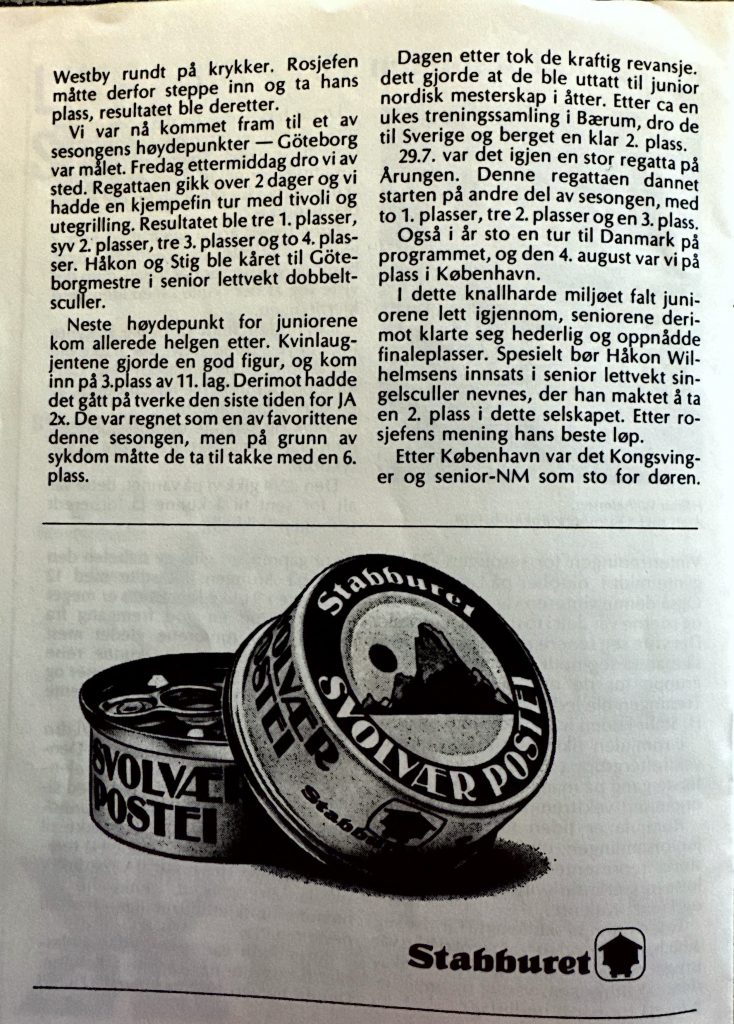 Westby rundt på krykker. Rosjefen
måtte derfor steppe inn og ta hans
plass, resultatet ble deretter.
Vi var nå kommet fram til et av
sesongens høydepunkter — Göteborg
var målet. Fredag ettermiddag dro vi av
sted. Regattaen gikk over 2 dager og vi
hadde en kjempefin tur med tivoli og
utegrilling. Resultatet ble tre 1. plasser,
syv 2. plasser, tre 3. plasser og to 4. plas-
ser. Håkon og Stig ble kåret til Göte-
borgmestre i senior lettvekt dobbelt-
sculler.
Neste høydepunkt for juniorene
kom allerede helgen etter. Kvinlaug-
jentene gjorde en god figur, og kom
inn på 3.plass av 11. lag. Derimot hadde
det gått på tverke den siste tiden for JA
2x. De var regnet som en av favorittene
denne sesongen, men på grunn av
sykdom måtte de ta til takke med en 6.
plass.
Dagen etter tok de kraftig revansje.
dett gjorde at de ble uttatt til junior
nordisk mesterskap i åtter. Etter ca en
ukes treningssamling i Bærum, dro de
til Sverige og berget en klar 2. plass.
29.7. var det igjen en stor regatta på
Årungen. Denne regattaen dannet
starten på andre del av sesongen, med
to 1. plasser, tre 2. plasser og en 3. plass.
Også i år sto en tur til Danmark på
programmet, og den 4. august var vi på
plass i København.
I dette knallharde miljøet falt juni-
orene lett igjennom, seniorene deri-
mot klarte seg hederlig og oppnådde
finaleplasser. Spesielt bør Håkon Wil-
helmsens innsats i senior lettvekt sin-
gelsculler nevnes, der han maktet å ta
en 2. plass i dette selskapet. Etter ro-
sjefens mening hans beste løp.
Etter København var det Kongsving-
er og senior-NM som sto for døren.
Stabburet
SVOLVÆR POSTEI
SVOLVÆR
POSTEI
Stabbur
SVOLVÆ
POSTEI
Stabburet